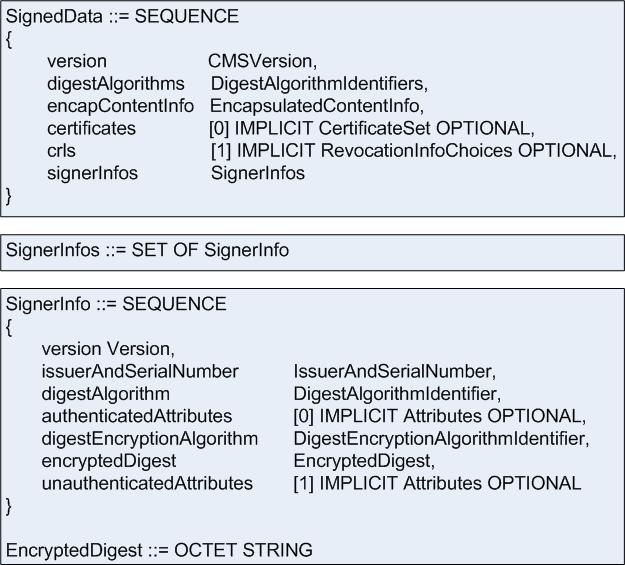 SignedData ::= SEQUENCE
{
version CMSVersion,
digestAlgorithms DigestAlgorithmIdentifiers,
encapContentInfo EncapsulatedContentInfo,
certificates [0] IMPLICIT CertificateSet OPTIONAL,
crls [1] IMPLICIT RevocationInfoChoices OPTIONAL,
signerInfos SignerInfos
}
SignerInfos ::= SET OF SignerInfo
SignerInfo ::= SEQUENCE
{
version Version,
issuerAndSerialNumber IssuerAndSerialNumber,
digestAlgorithm DigestAlgorithmIdentifier,
authenticatedAttributes [0] IMPLICIT Attributes OPTIONAL,
digestEncryptionAlgorithm DigestEncryptionAlgorithmIdentifier,
encryptedDigest EncryptedDigest,
unauthenticatedAttributes [1] IMPLICIT Attributes OPTIONAL
}
EncryptedDigest ::= OCTET STRING